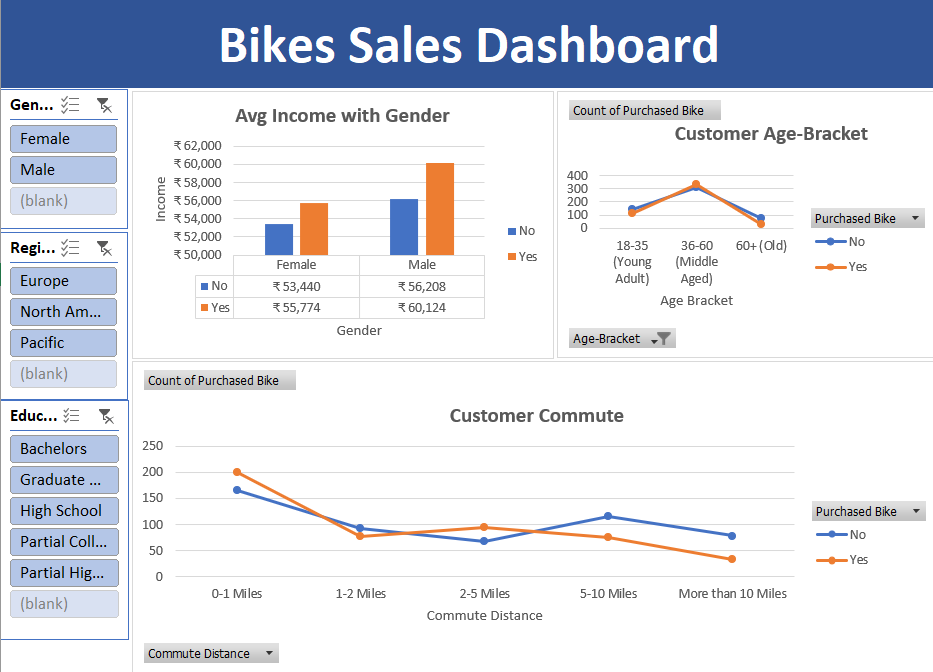 Bikes Sales Dashboard
Gen...
Female
Male
(blank)
Regi...
Europe
North Am...
Pacific
(blank)
Educ...
Bachelors
Graduate ...
High School
Partial Coll...
Partial Hig...
(blank)
Avg Income with Gender
Income
₹ 62,000
₹ 60,000
₹ 58,000
₹ 56,000
₹ 54,000
₹ 52,000
₹ 50,000
Female Male
No ₹ 53,440 ₹ 56,208
Yes ₹ 55,774 ₹ 60,124
Gender
No
Yes
Count of Purchased Bike
Customer Age-Bracket
400
300
200
100
0
18-35 (Young Adult)
36-60 (Middle Aged)
60+ (Old)
Age Bracket
Purchased Bike
No
Yes
Age-Bracket
Count of Purchased Bike
Customer Commute
250
200
150
100
50
0
0-1 Miles 1-2 Miles 2-5 Miles 5-10 Miles More than 10 Miles
Commute Distance
Purchased Bike
No
Yes
Commute Distance